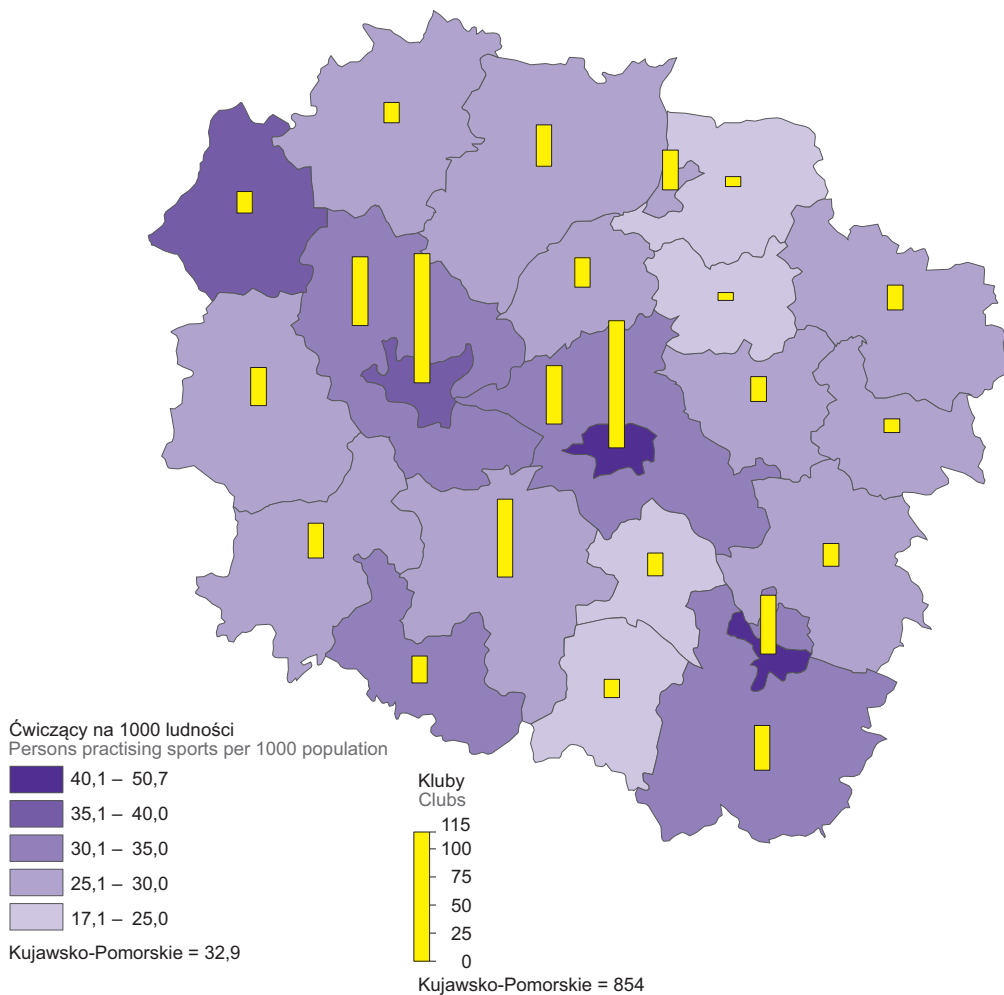 Ćwiczący na 1000 ludności
Persons practising sports per 1000 population
40,1 – 50,7
35,1 – 40,0
30,1 – 35,0
25,1 – 30,0
17,1 – 25,0
Kujawsko-Pomorskie = 32,9
Kluby
Clubs
115
100
75
50
25
0
Kujawsko-Pomorskie = 854